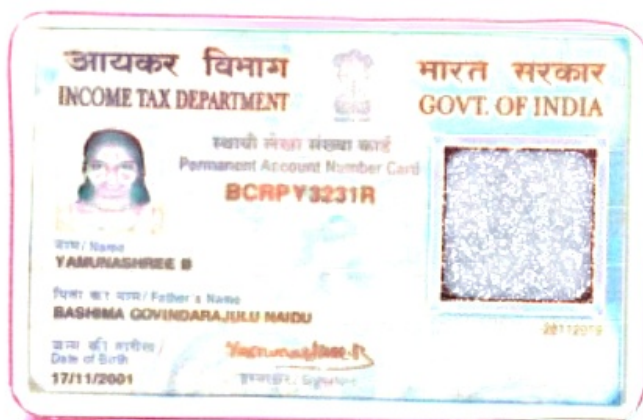 आयकर विभाग
INCOME TAX DEPARTMENT
भारत सरकार
GOVT. OF INDIA
स्थायी लेखा संख्या कार्ड
Permanent Account Number Card
BCRPY3231R
नाम / Name
YAMUNASHREE B
पिता का नाम / Father's Name
BASHIMA GOVINDARAJULU NAIDU
जन्म की तारीख /
Date of Birth
17/11/2001
हस्ताक्षर / Signature